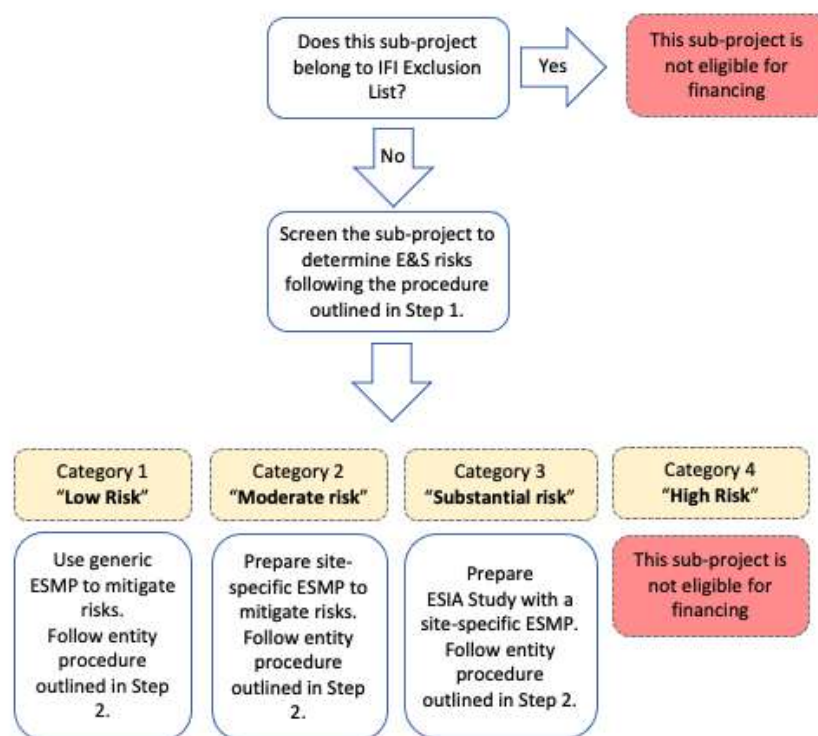 Does this sub-project
belong to IFI Exclusion
List?
Yes
This sub-project is
not eligible for
financing
No
Screen the sub-project to
determine E&S risks
following the procedure
outlined in Step 1.
Category 1
“Low Risk”
Category 2
“Moderate risk”
Category 3
“Substantial risk”
Category 4
“High Risk”
Use generic
ESMP to mitigate
risks.
Follow entity
procedure
outlined in Step
2.
Prepare site-
specific ESMP to
mitigate risks.
Follow entity
procedure
outlined in Step
2.
Prepare
ESIA Study with a
site-specific ESMP.
Follow entity
procedure
outlined in Step 2.
This sub-project is
not eligible for
financing